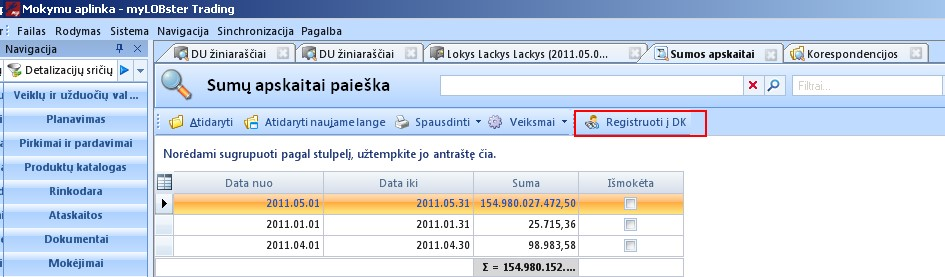 Mokymu aplinka - myLOBster Trading
Failas Rodymas Sistema Navigacija Sinchronizacija Pagalba
Navigacija
DU žiniaraščiai DU žiniaraščiai Lokys Lackys Lackys (2011.05.0... Sumos apskaitai Korespondencijos
Detalizacijų sričių
Sumų apskaitai paieška
Filtrai...
Veiklų ir užduočių val ...
Planavimas
Pirkimai ir pardavimai
Produktų katalogas
Rinkodara
Ataskaitos
Dokumentai
Mokėjimai
Atidaryti Atidaryti naujame lange Spausdinti Veiksmai Registruoti į DK
Norėdami sugrupuoti pagal stulpelį, užtempkite jo antraštę čia.
Data nuo Data iki Suma Išmokėta
2011.05.01 2011.05.31 154.980.027.472,50
2011.01.01 2011.01.31 25.715,36
2011.04.01 2011.04.30 98.983,58
Σ = 154.980.152....